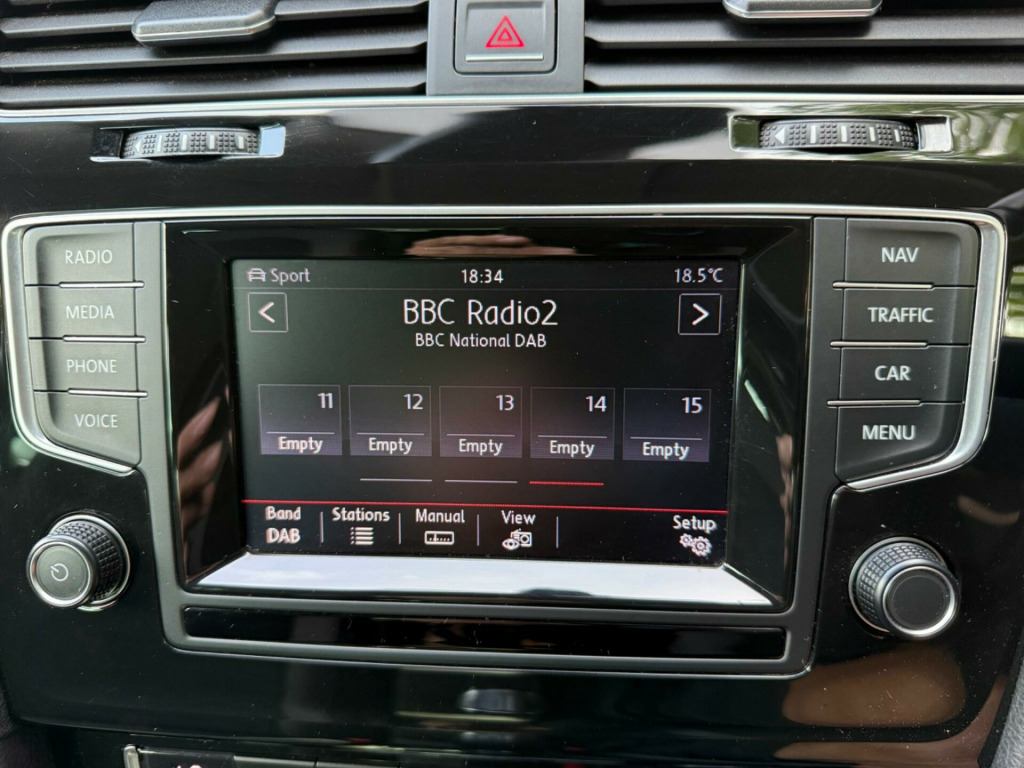 RADIO
MEDIA
PHONE
VOICE
Sport 18:34 18.5°C
< BBC Radio2 >
BBC National DAB
11 12 13 14 15
Empty Empty Empty Empty Empty
Band Stations Manual View Setup
DAB
NAV
TRAFFIC
CAR
MENU